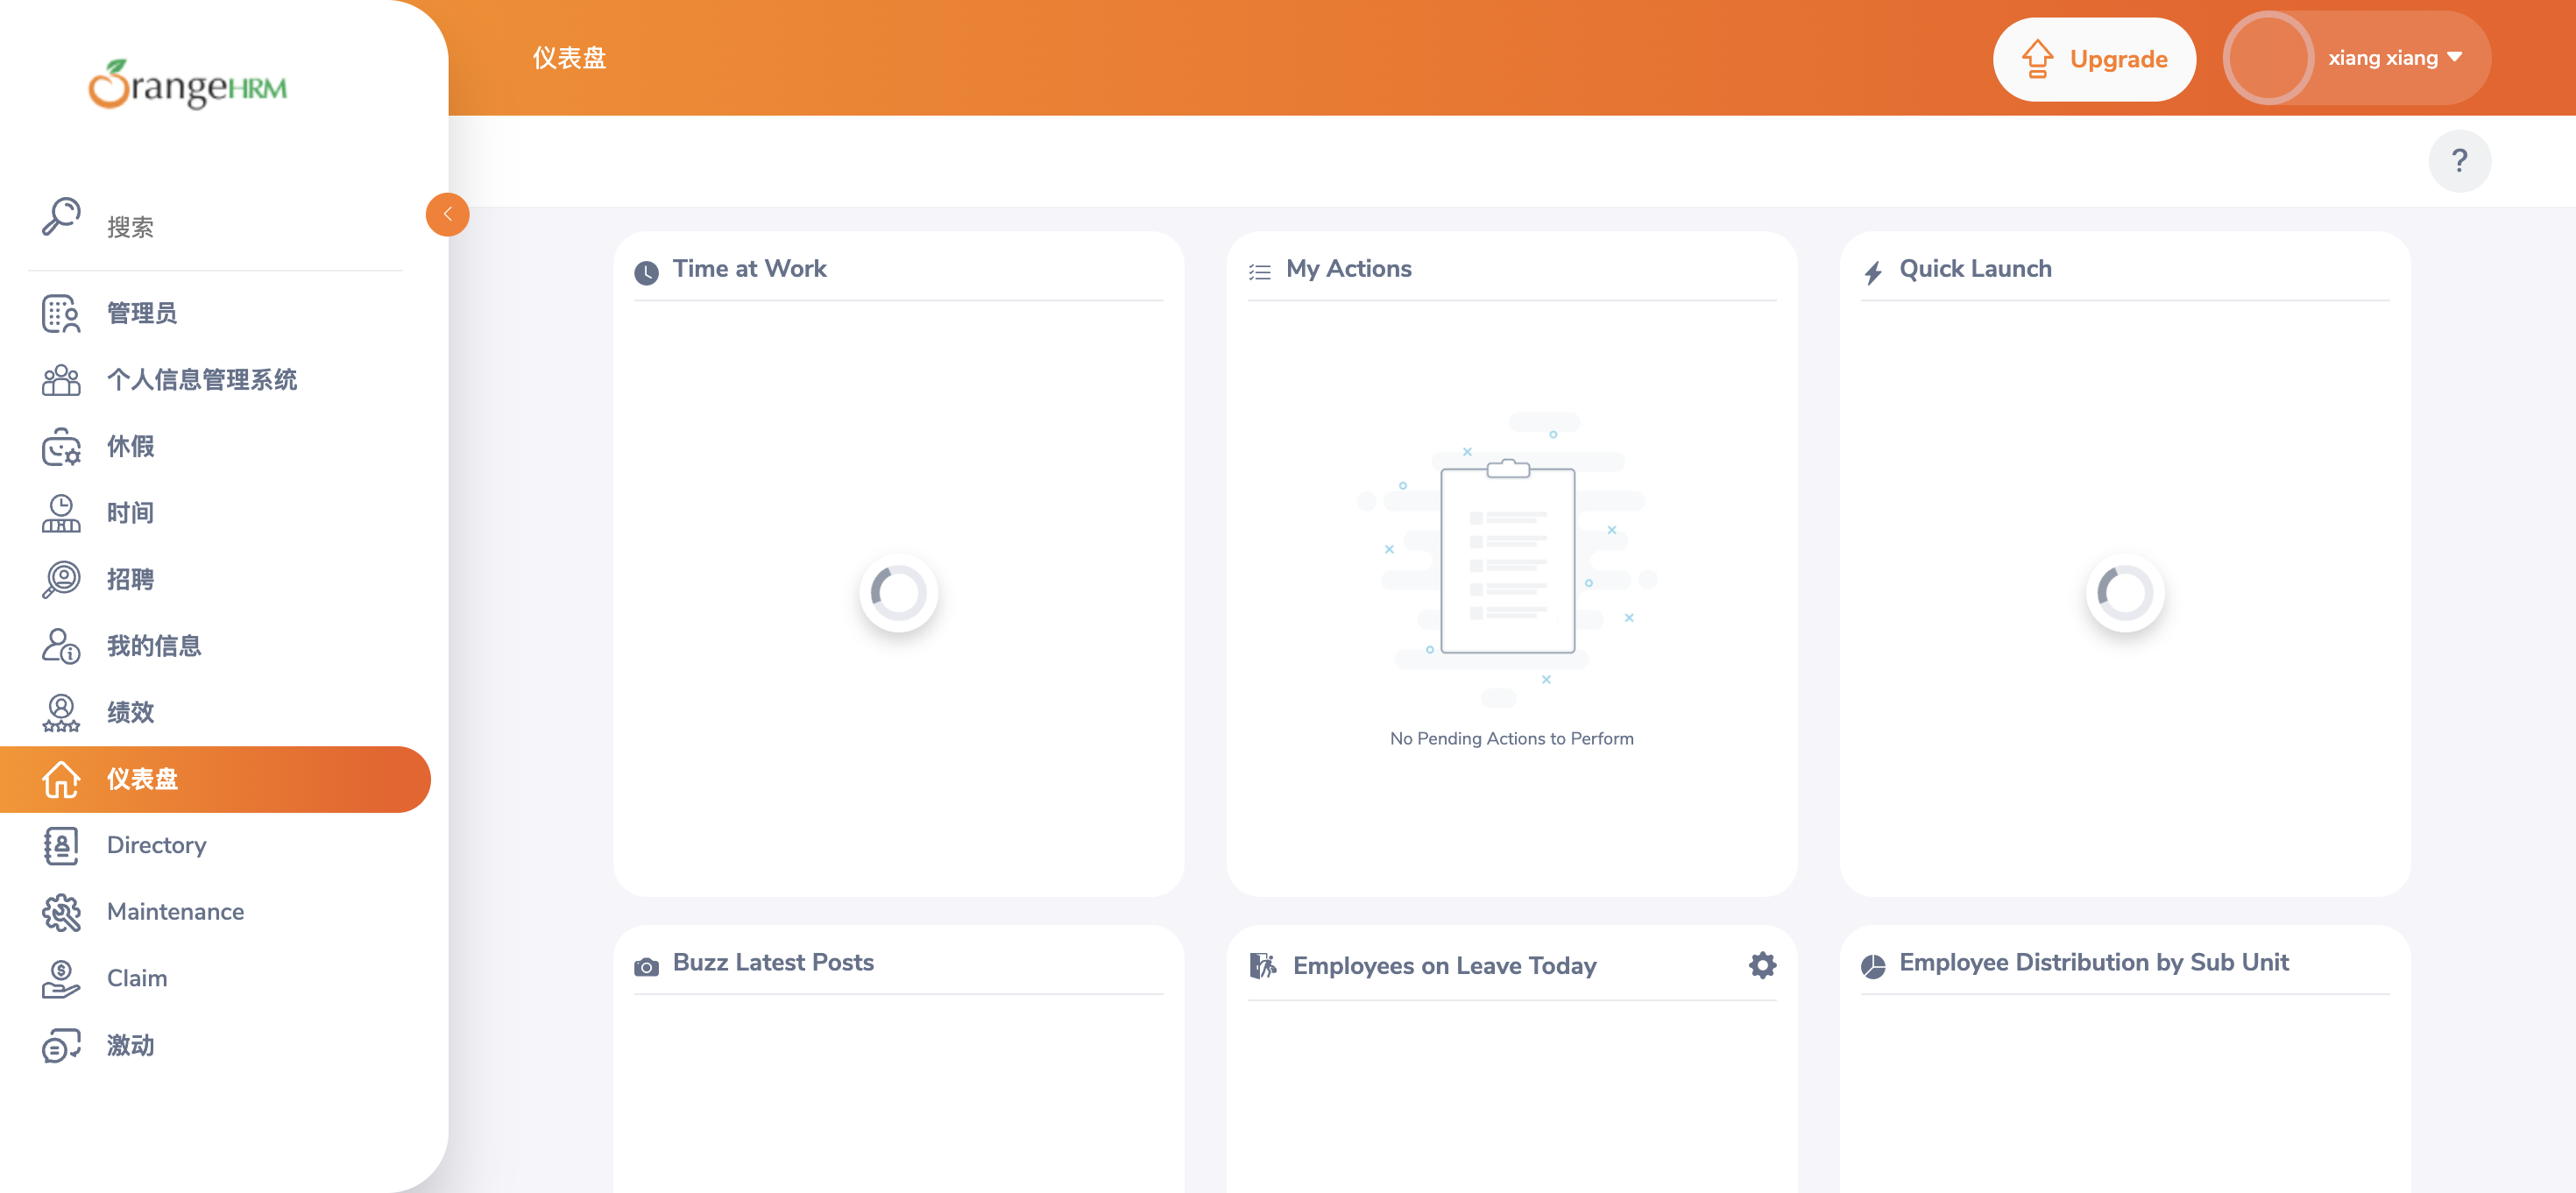 OrangeHRM
搜索
管理员
个人信息管理系统
休假
时间
招聘
我的信息
绩效
仪表盘
Directory
Maintenance
Claim
激动
仪表盘
Upgrade
xiang xiang
?
Time at Work
My Actions
No Pending Actions to Perform
Quick Launch
Buzz Latest Posts
Employees on Leave Today
Employee Distribution by Sub Unit